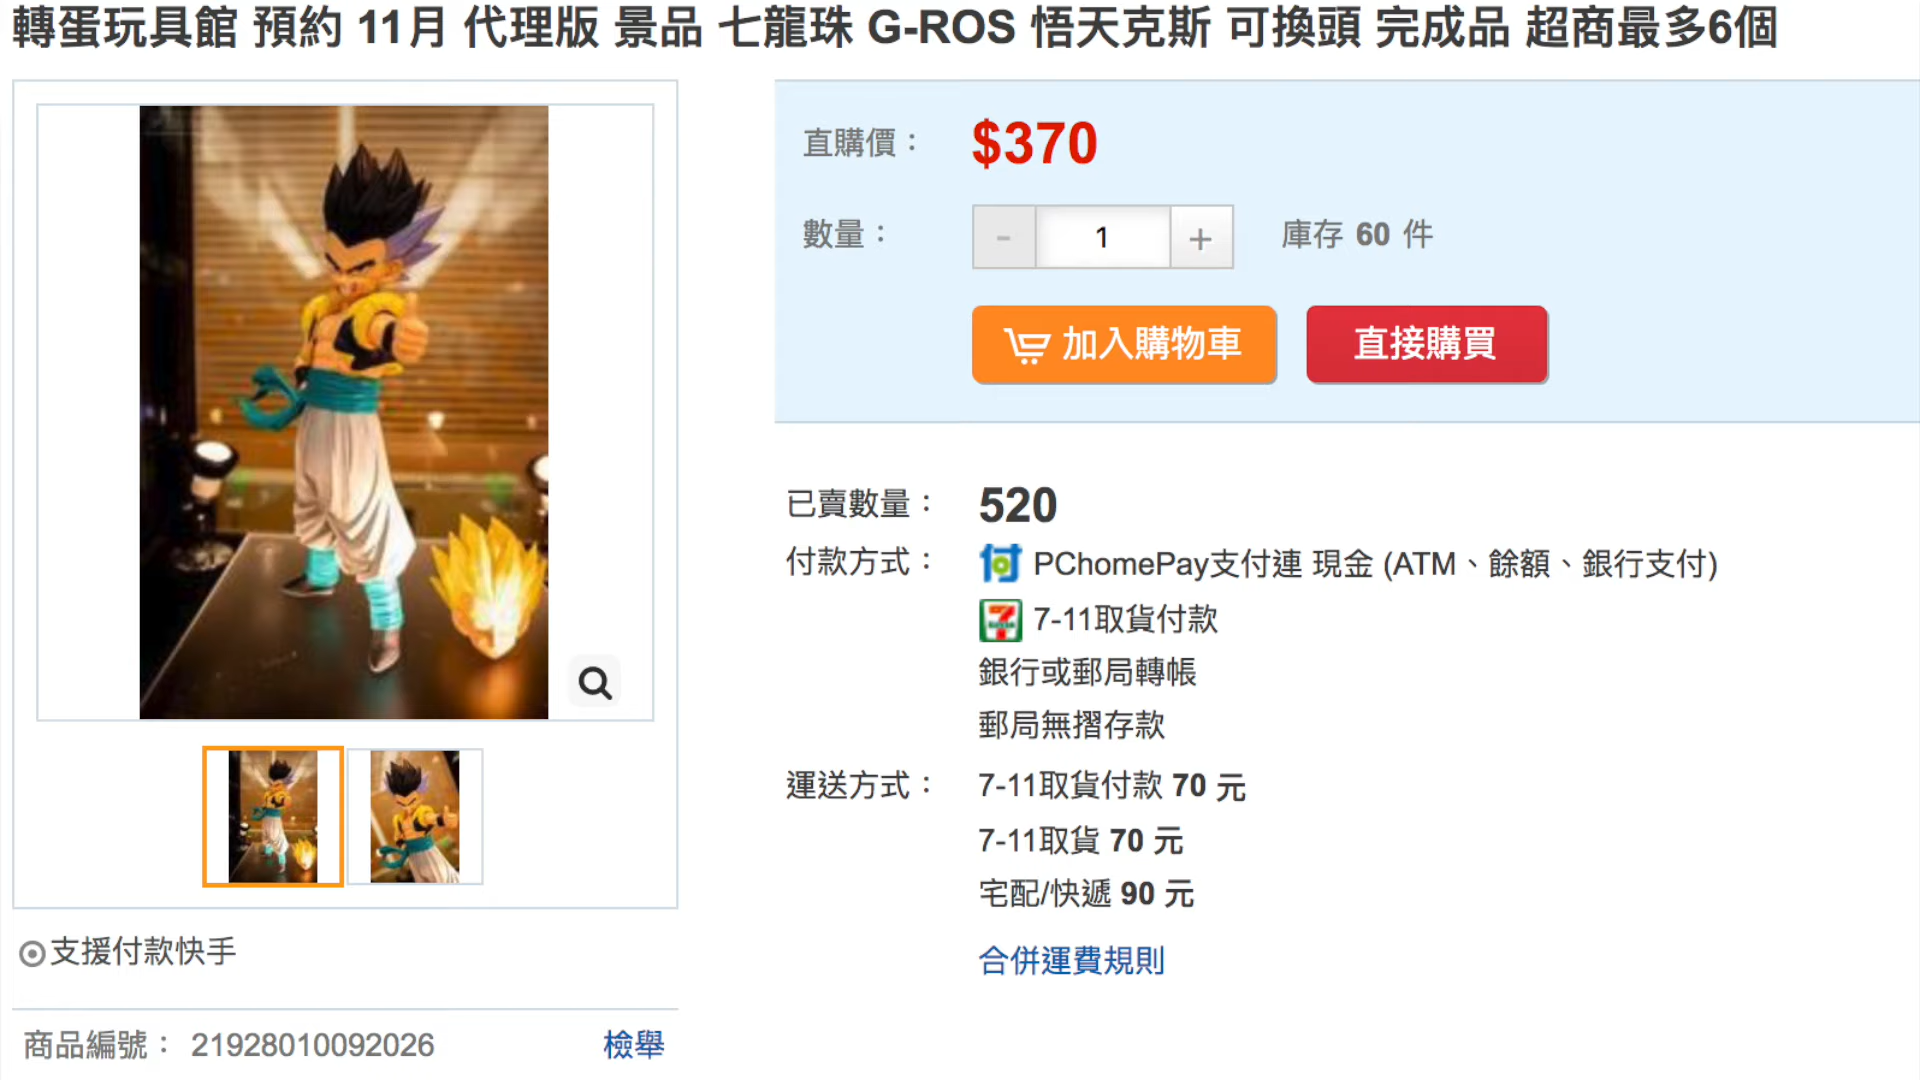 轉蛋玩具館 預約 11月 代理版 景品 七龍珠 G-ROS 悟天克斯 可換頭 完成品 超商最多6個
直購價：
$370
數量：
- 1 +
庫存 60 件
加入購物車
直接購買
已賣數量：
520
付款方式：
付 PChomePay支付連 現金 (ATM、餘額、銀行支付)
7-11取貨付款
銀行或郵局轉帳
郵局無摺存款
運送方式：
7-11取貨付款 70 元
7-11取貨 70 元
宅配/快遞 90 元
合併運費規則
支援付款快手
商品編號： 21928010092026
檢舉